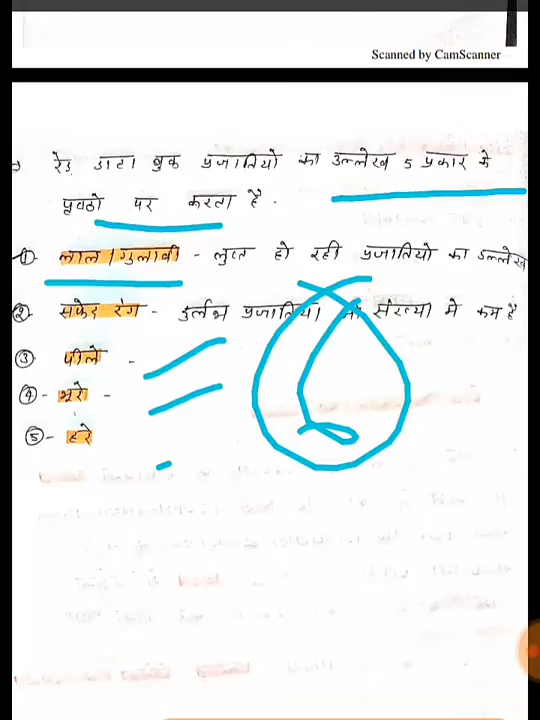 Scanned by CamScanner
→ रेड डाटा बुक प्रजातियो का उल्लेख 5 प्रकार के
पृष्ठो पर करता है -
①- लाल / गुलाबी - लुप्त हो रही प्रजातियो का उल्लेख
② सफेद रंग - दुर्लभ प्रजातिया जो संख्या मे कम है
③ पीले -
④- भूरे -
⑤- हरे